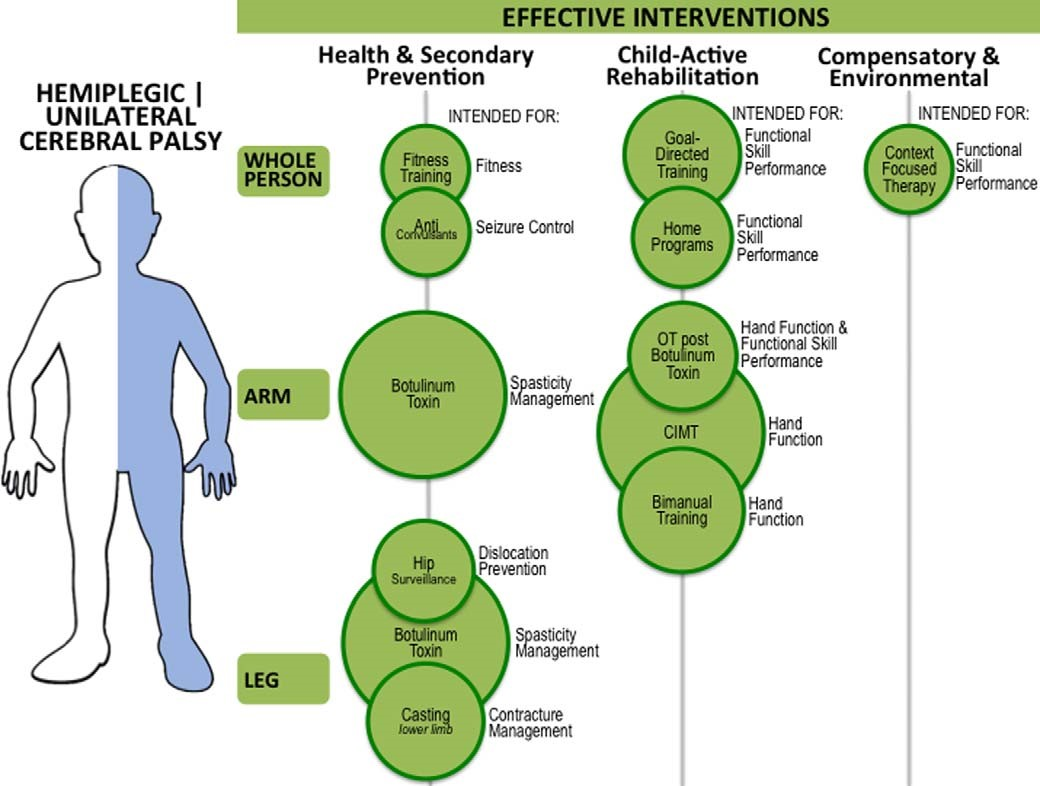 EFFECTIVE INTERVENTIONS
HEMIPLEGIC |
UNILATERAL
CEREBRAL PALSY
Health & Secondary
Prevention
Child-Active
Rehabilitation
Compensatory &
Environmental
INTENDED FOR:
INTENDED FOR:
INTENDED FOR:
WHOLE
PERSON
Fitness
Training
Fitness
Anti
Convulsants
Seizure Control
Goal-
Directed
Training
Functional
Skill
Performance
Home
Programs
Functional
Skill
Performance
Context
Focused
Therapy
Functional
Skill
Performance
ARM
Botulinum
Toxin
Spasticity
Management
OT post
Botulinum
Toxin
Hand Function &
Functional Skill
Performance
CIMT
Hand
Function
Bimanual
Training
Hand
Function
LEG
Hip
Surveillance
Dislocation
Prevention
Botulinum
Toxin
Spasticity
Management
Casting
lower limb
Contracture
Management